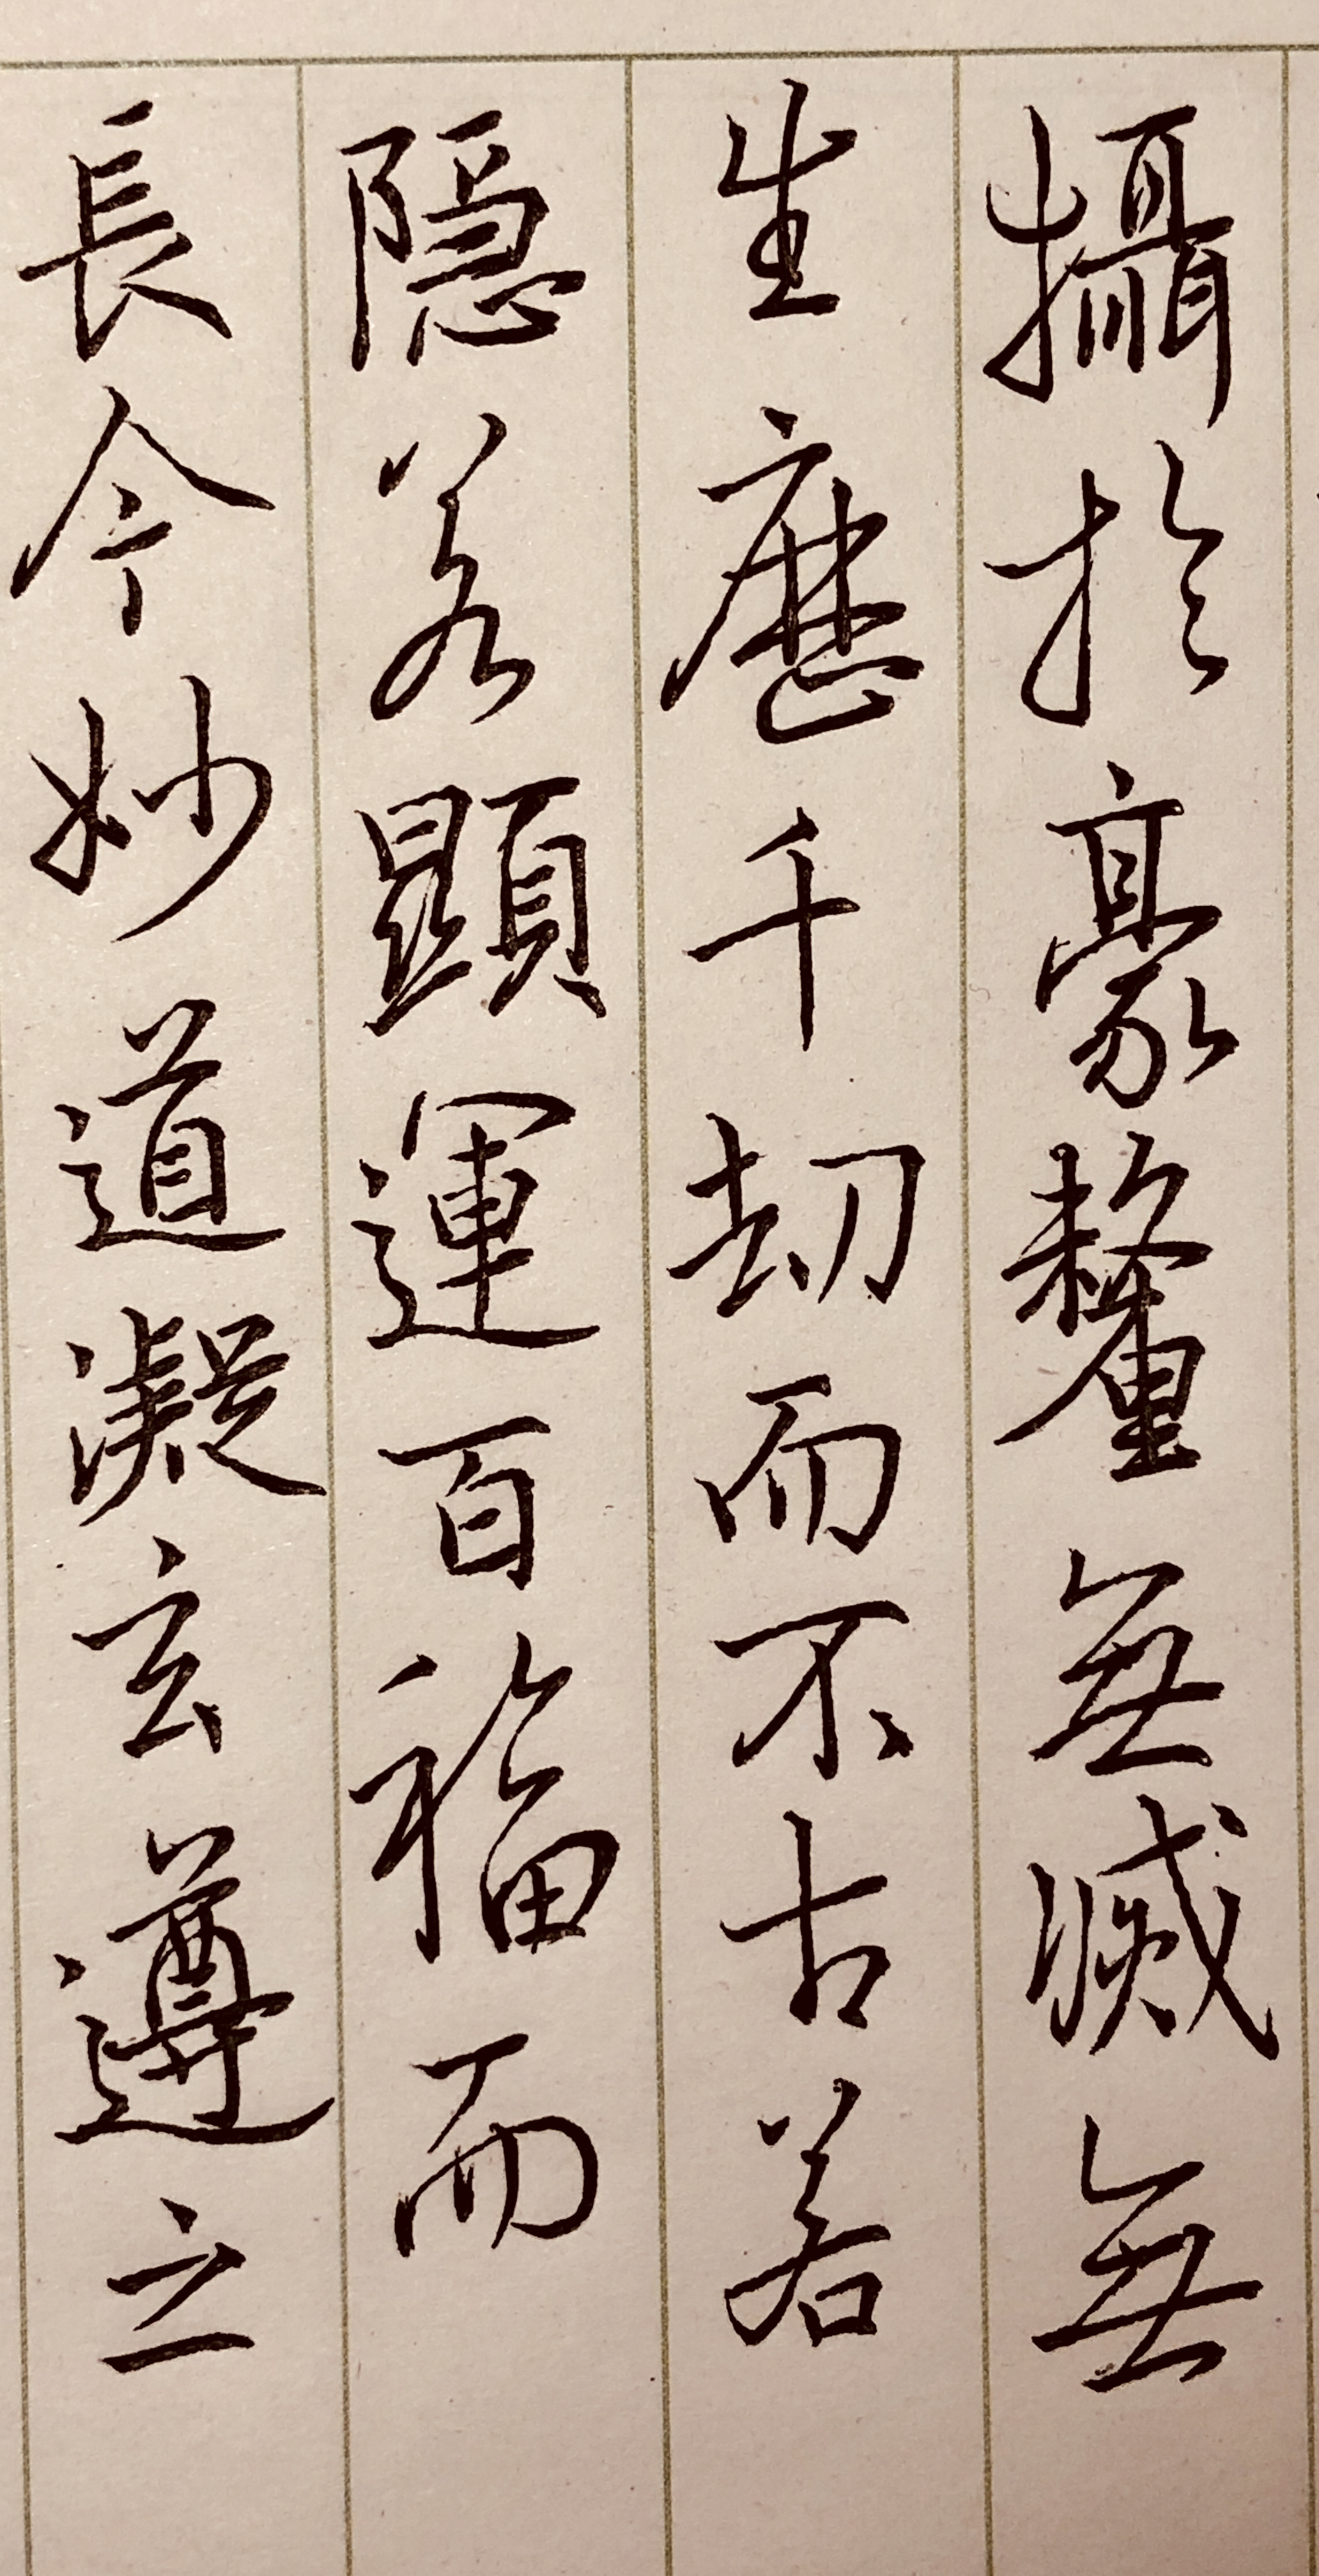 攝於豪釐無滅無
生歷千劫而不古若
隱若顯運百福而
長今妙道凝玄遵之